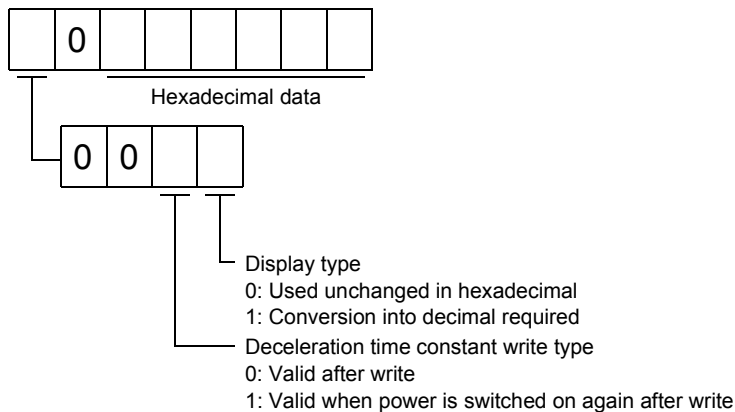 0
Hexadecimal data
0 0
Display type
0: Used unchanged in hexadecimal
1: Conversion into decimal required
Deceleration time constant write type
0: Valid after write
1: Valid when power is switched on again after write